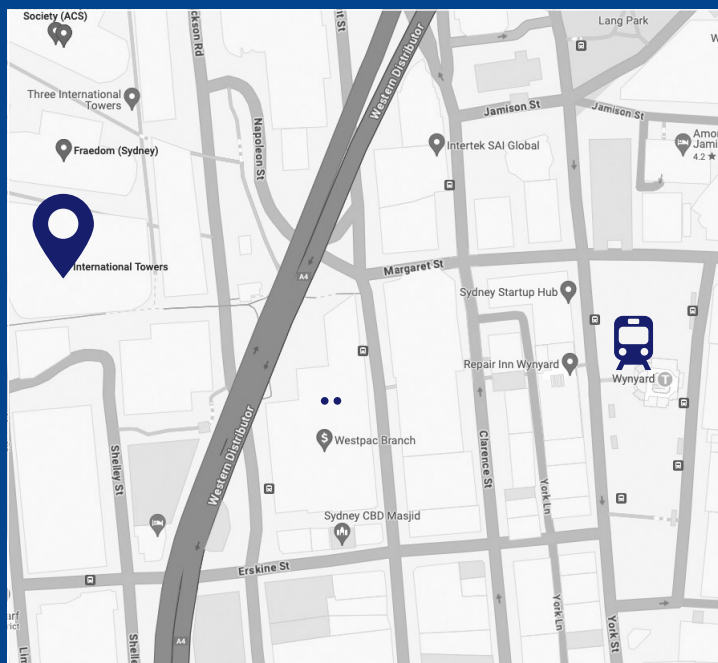 Society (ACS)
Lang Park
Western Distributor
Three International
Towers
Jamison St
Jamison St
Napoleon St
Intertek SAI Global
4.2 ★
Fraedom (Sydney)
International Towers
A4
Margaret St
Sydney Startup Hub
Repair Inn Wynyard
Wynyard
T
Western Distributor
$
Westpac Branch
Shelley St
Clarence St
York Ln
Sydney CBD Masjid
Erskine St
York Ln
York St
A4